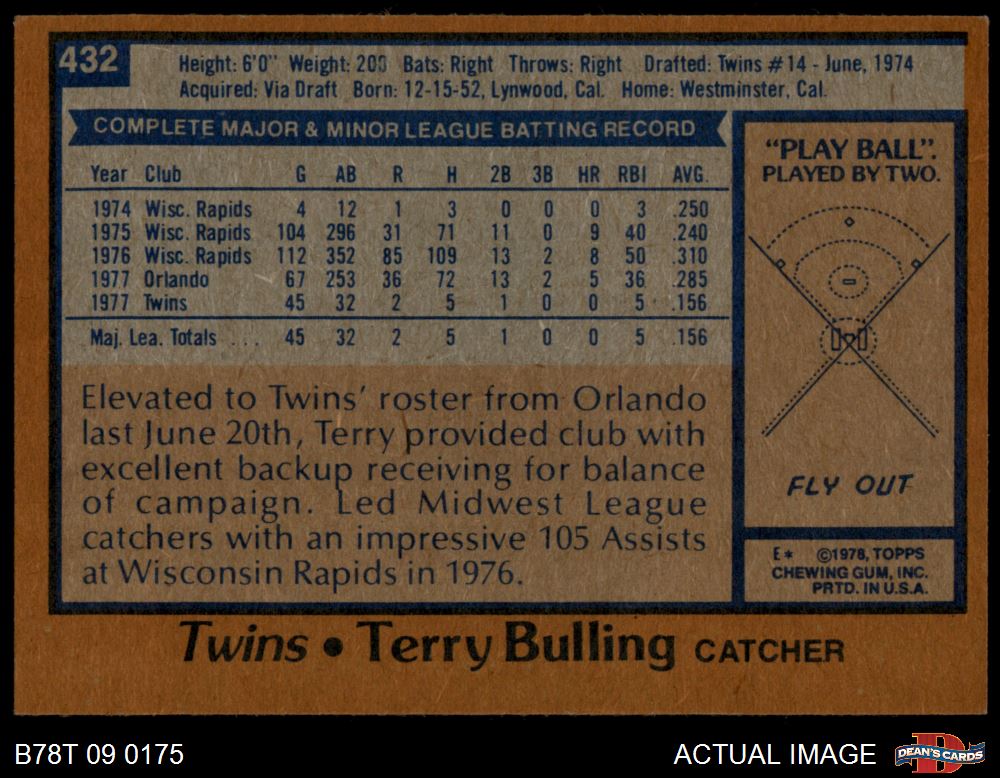 432
Height: 6'0" Weight: 200 Bats: Right Throws: Right Drafted: Twins #14 - June, 1974
Acquired: Via Draft Born: 12-15-52, Lynwood, Cal. Home: Westminster, Cal.
COMPLETE MAJOR & MINOR LEAGUE BATTING RECORD
Year Club G AB R H 2B 3B HR RBI AVG.
1974 Wisc. Rapids 4 12 1 3 0 0 0 3 .250
1975 Wisc. Rapids 104 296 31 71 11 0 9 40 .240
1976 Wisc. Rapids 112 352 85 109 13 2 8 50 .310
1977 Orlando 67 253 36 72 13 2 5 36 .285
1977 Twins 45 32 2 5 1 0 0 5 .156
Maj. Lea. Totals . . . 45 32 2 5 1 0 0 5 .156
Elevated to Twins' roster from Orlando
last June 20th, Terry provided club with
excellent backup receiving for balance
of campaign. Led Midwest League
catchers with an impressive 105 Assists
at Wisconsin Rapids in 1976.
"PLAY BALL".
PLAYED BY TWO.
FLY OUT
E* ©1978, TOPPS
CHEWING GUM, INC.
PRTD. IN U.S.A.
Twins • Terry Bulling CATCHER
B78T 09 0175
ACTUAL IMAGE
DEAN'S CARDS